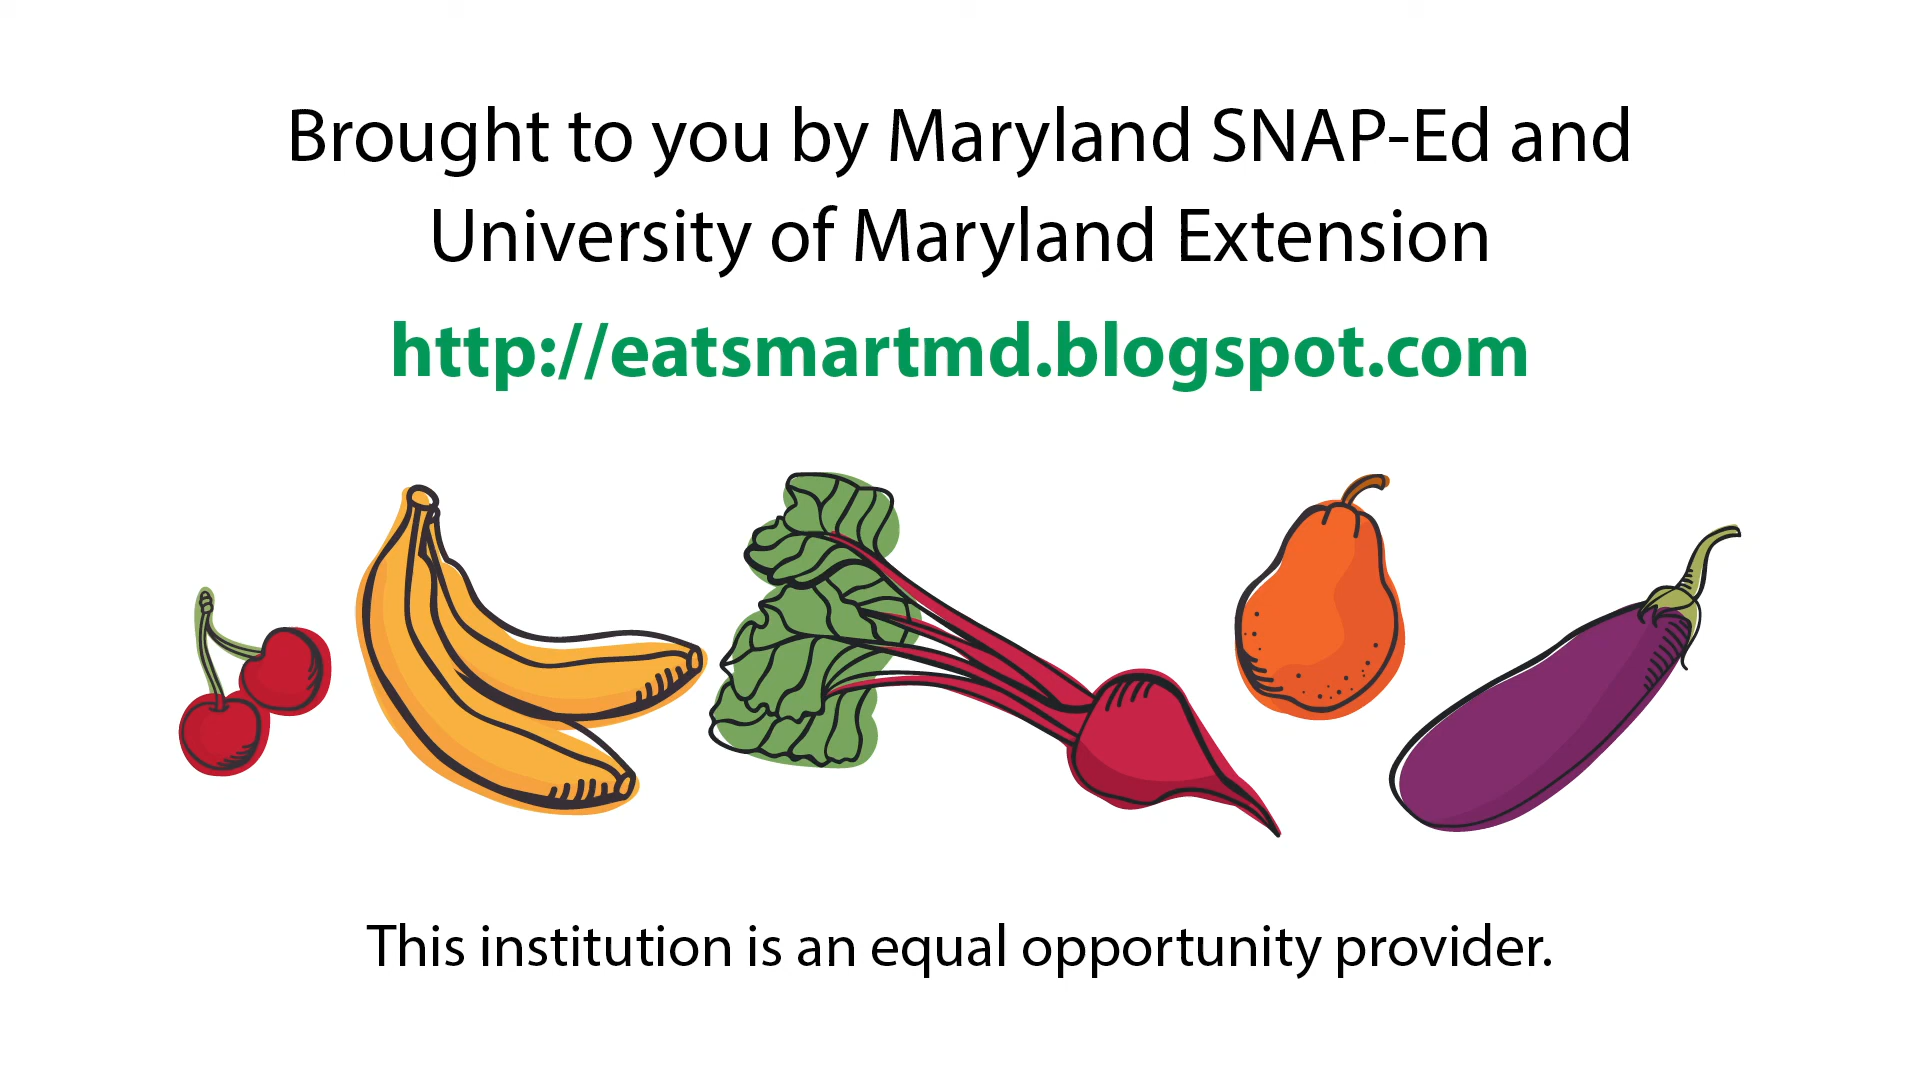 Brought to you by Maryland SNAP-Ed and
University of Maryland Extension
http://eatsmartmd.blogspot.com
This institution is an equal opportunity provider.